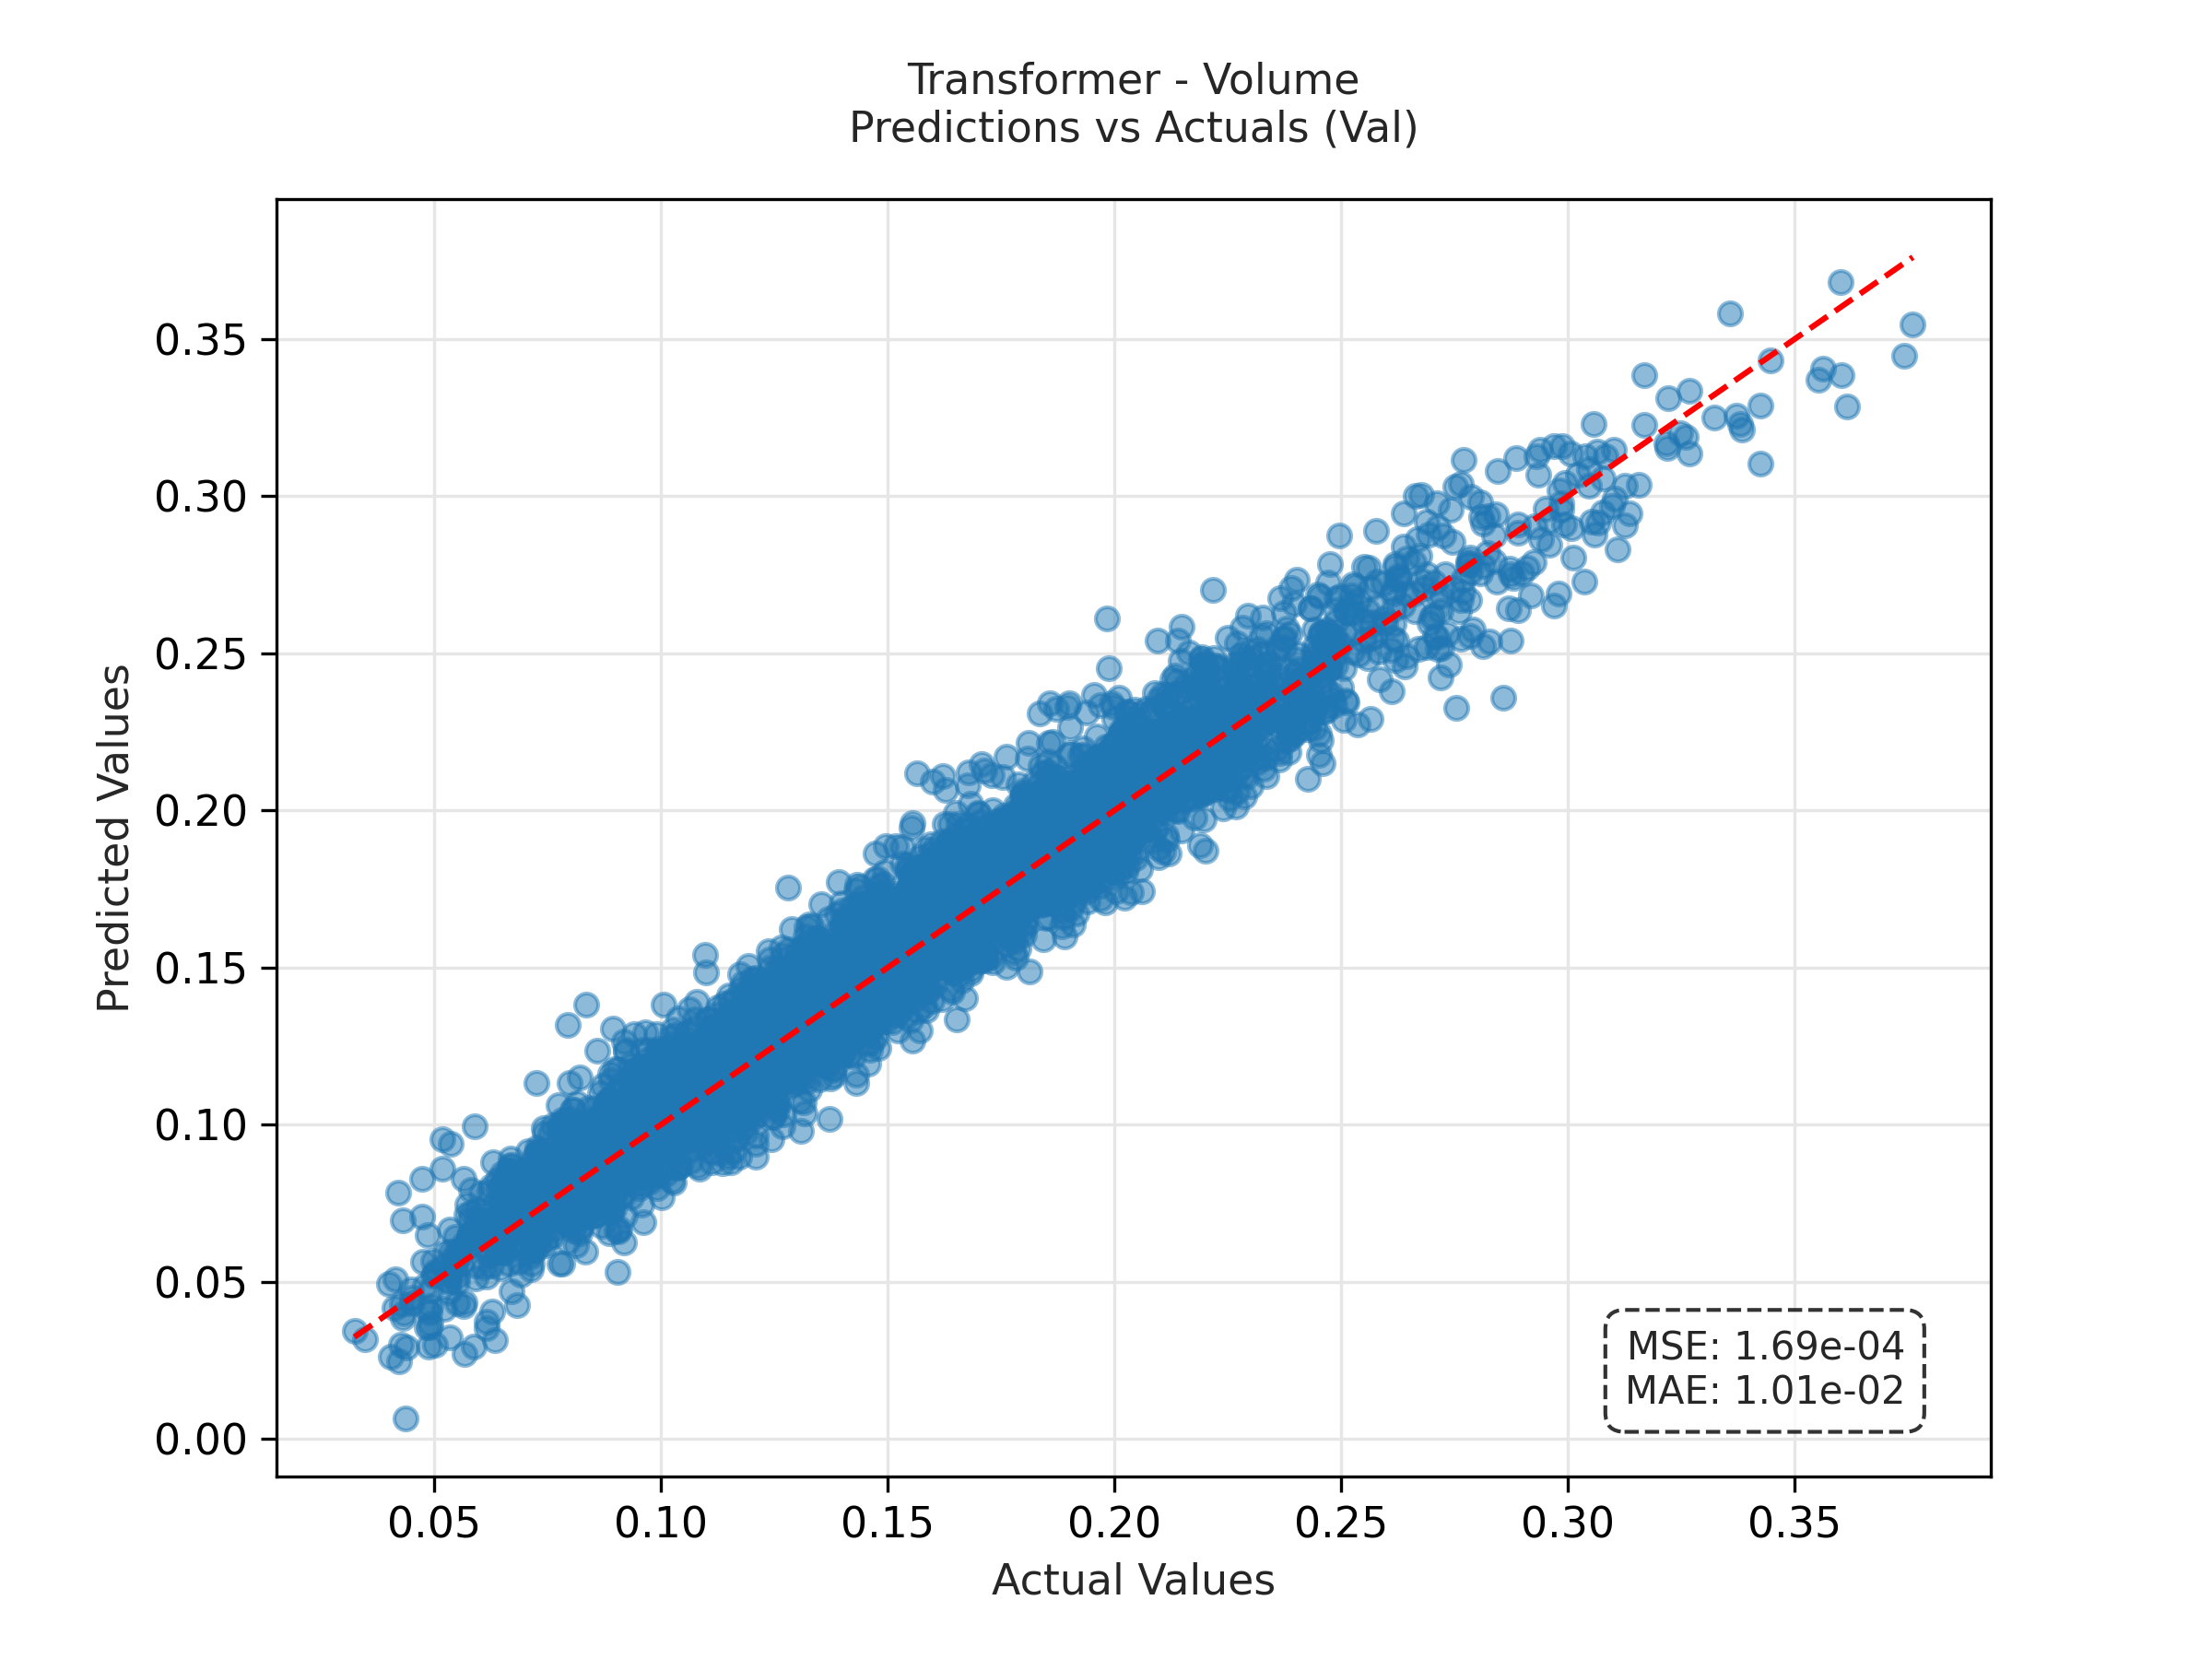 Transformer - Volume
Predictions vs Actuals (Val)
Predicted Values
0.35
0.30
0.25
0.20
0.15
0.10
0.05
0.00
MSE: 1.69e-04
MAE: 1.01e-02
0.05 0.10 0.15 0.20 0.25 0.30 0.35
Actual Values